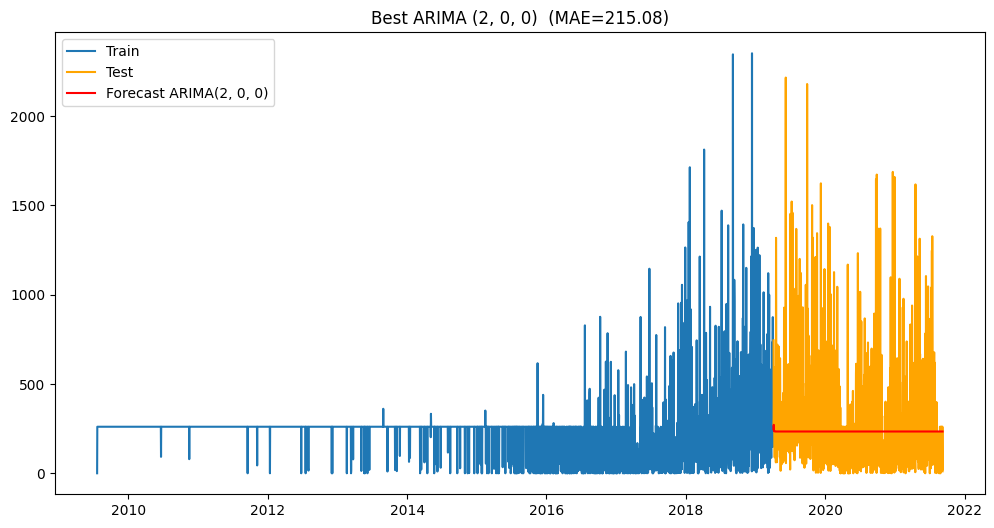 Best ARIMA (2, 0, 0)  (MAE=215.08)
Train
Test
Forecast ARIMA(2, 0, 0)
2000
1500
1000
500
0
2010 2012 2014 2016 2018 2020 2022